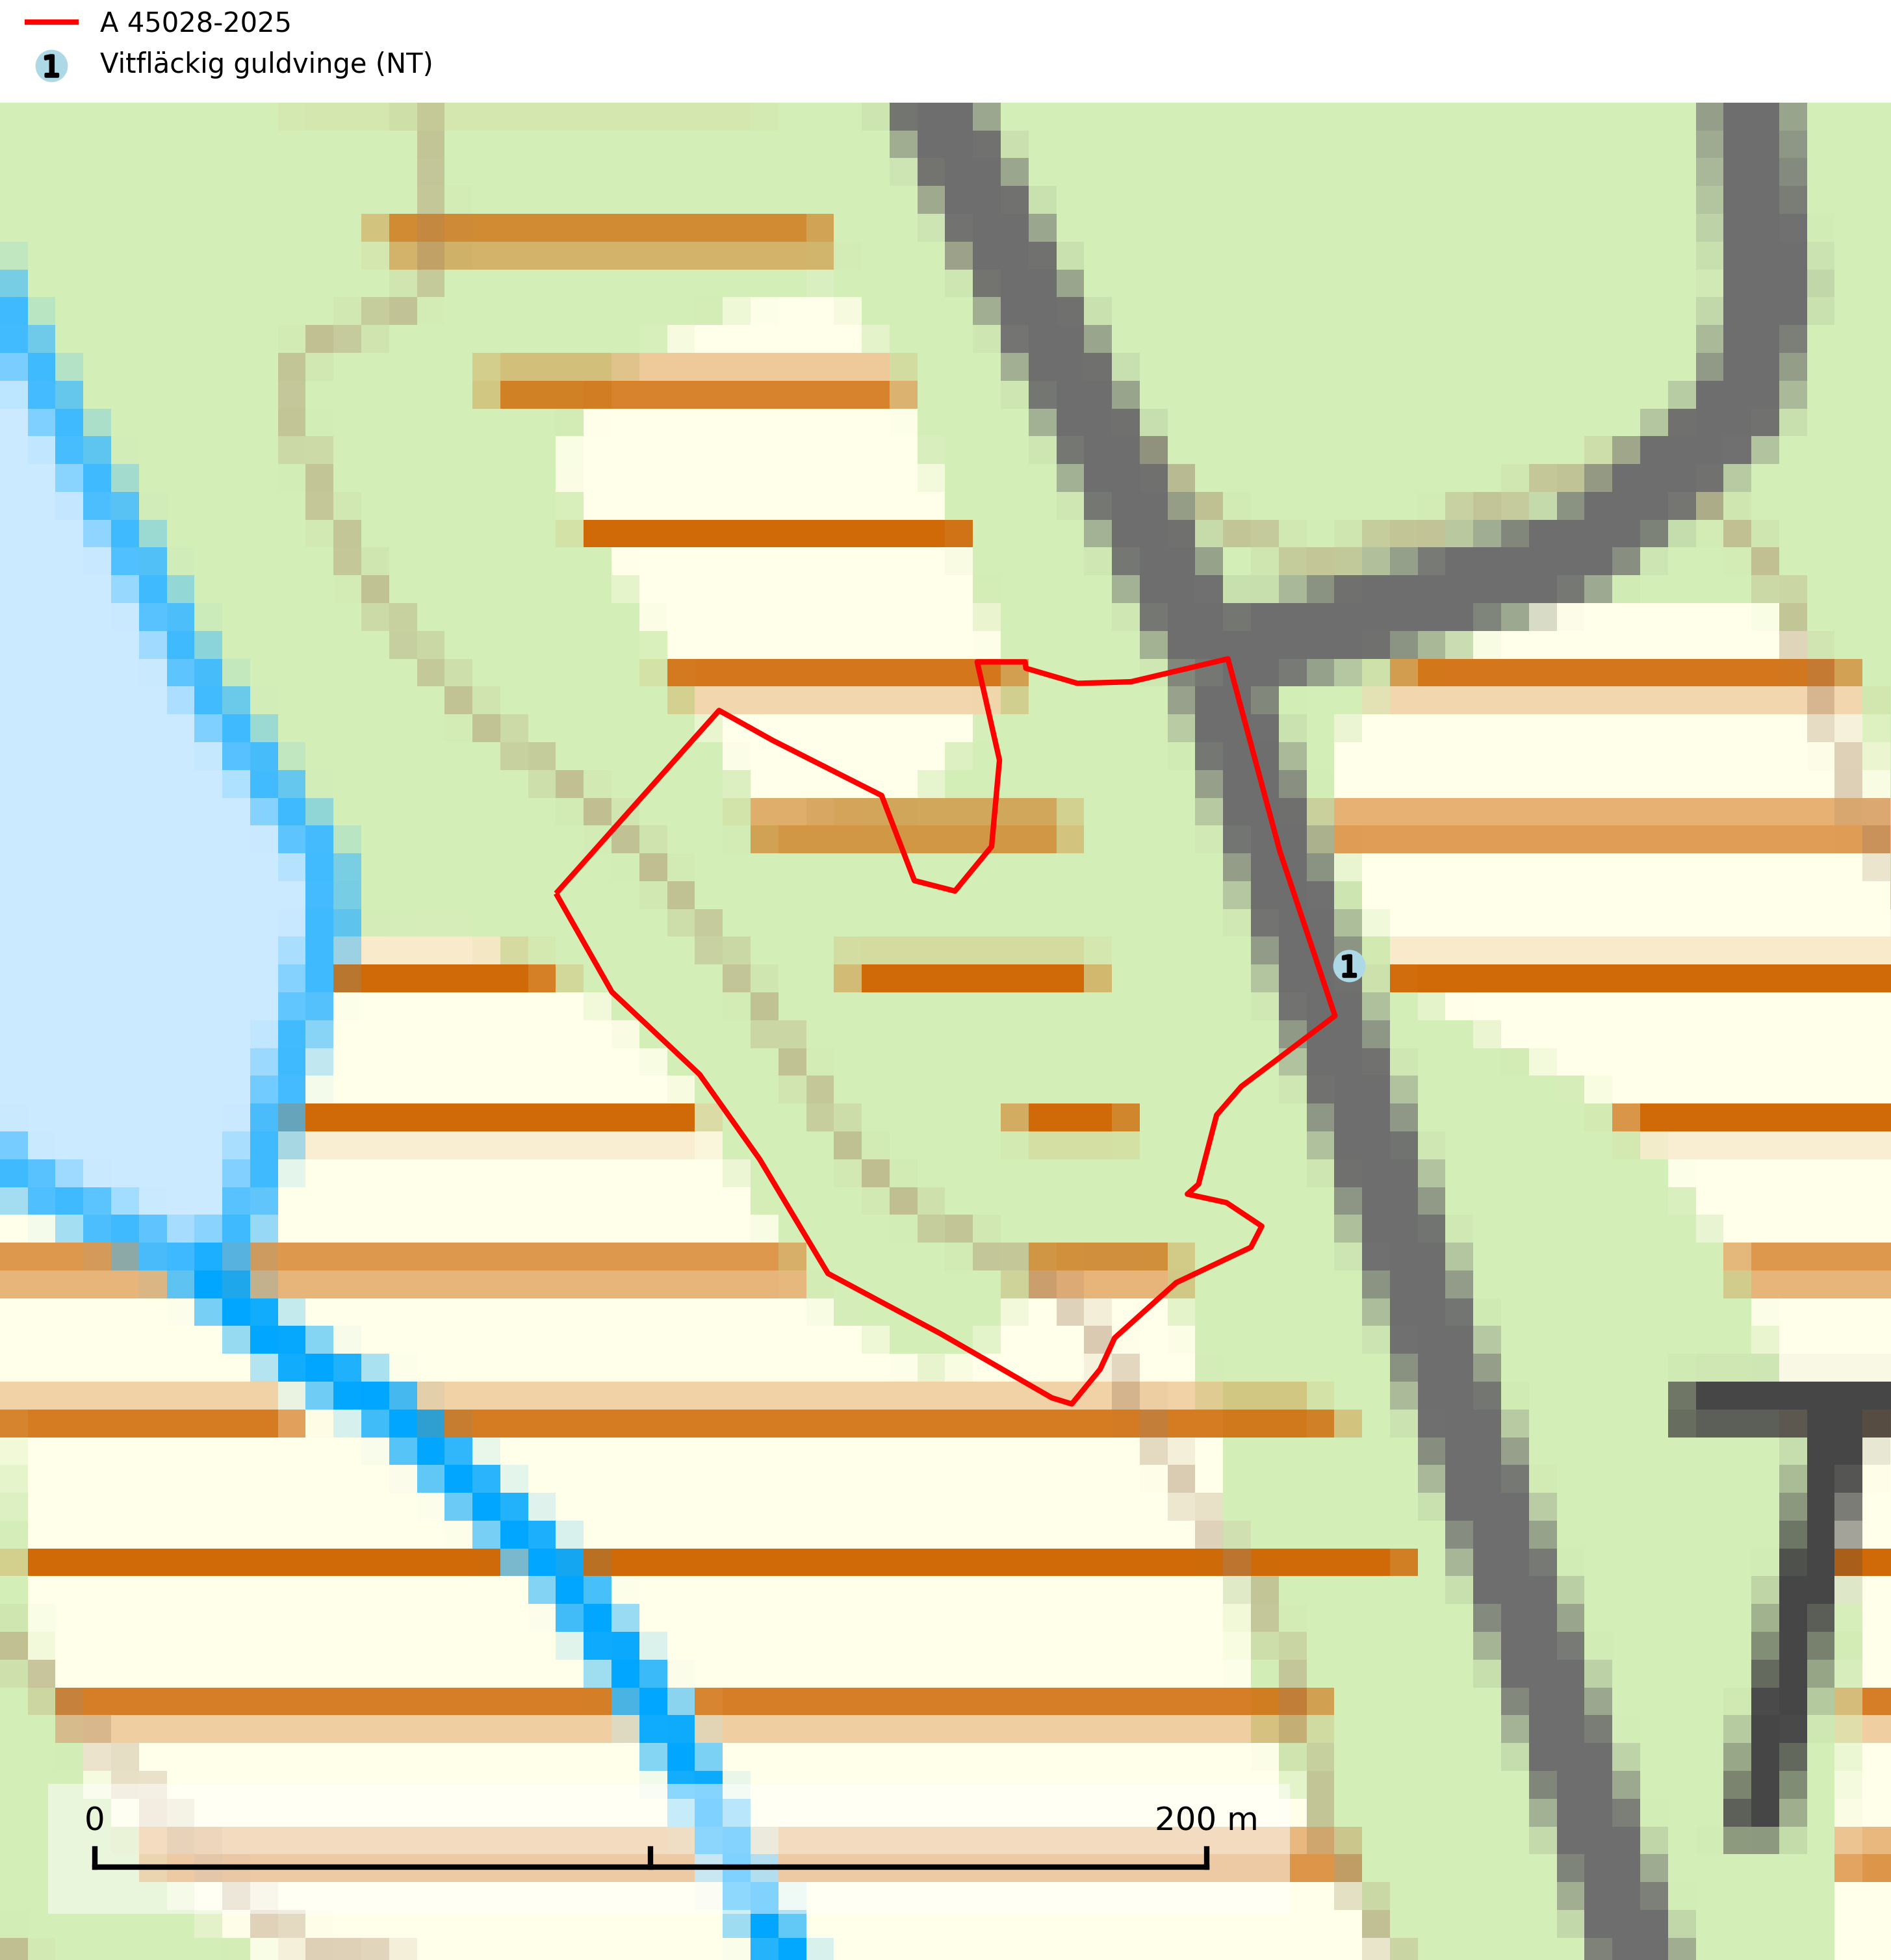 A 45028-2025
1 Vitfläckig guldvinge (NT)
1
0 200 m